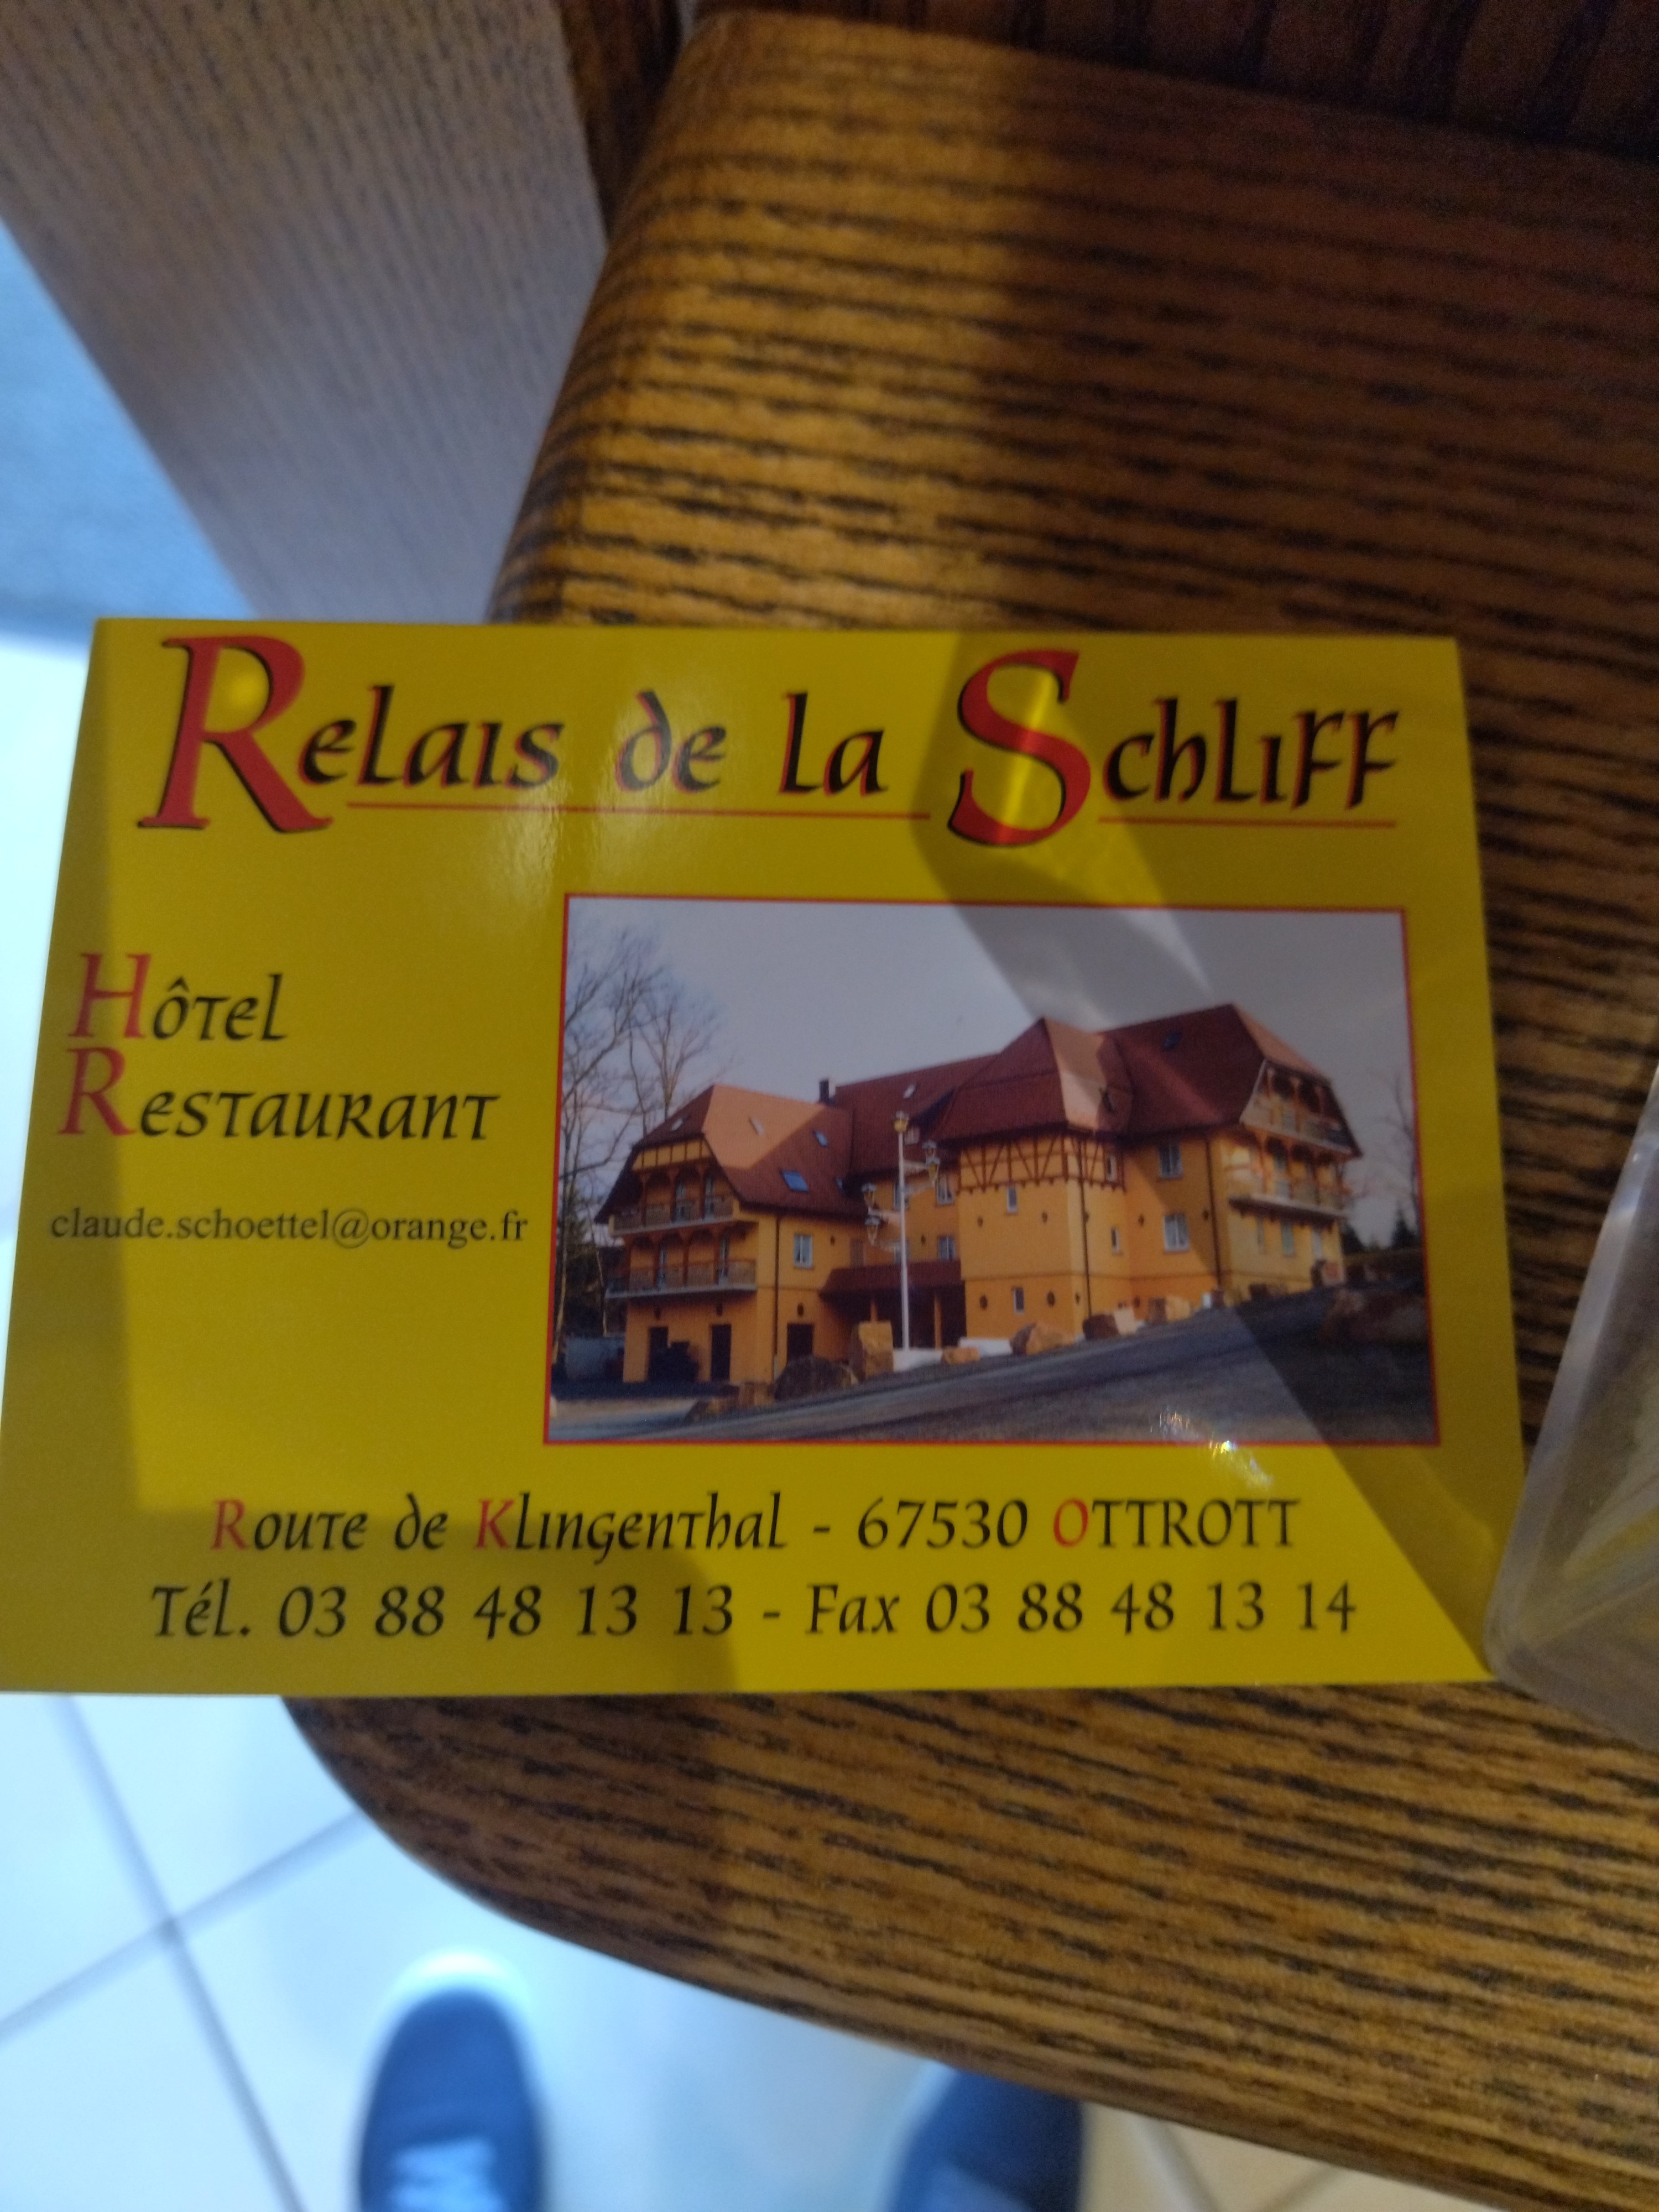 Relais de la Schliff
Hôtel
Restaurant
claude.schoettel@orange.fr
Route de Klingenthal - 67530 OTTROTT
Tél. 03 88 48 13 13 - Fax 03 88 48 13 14